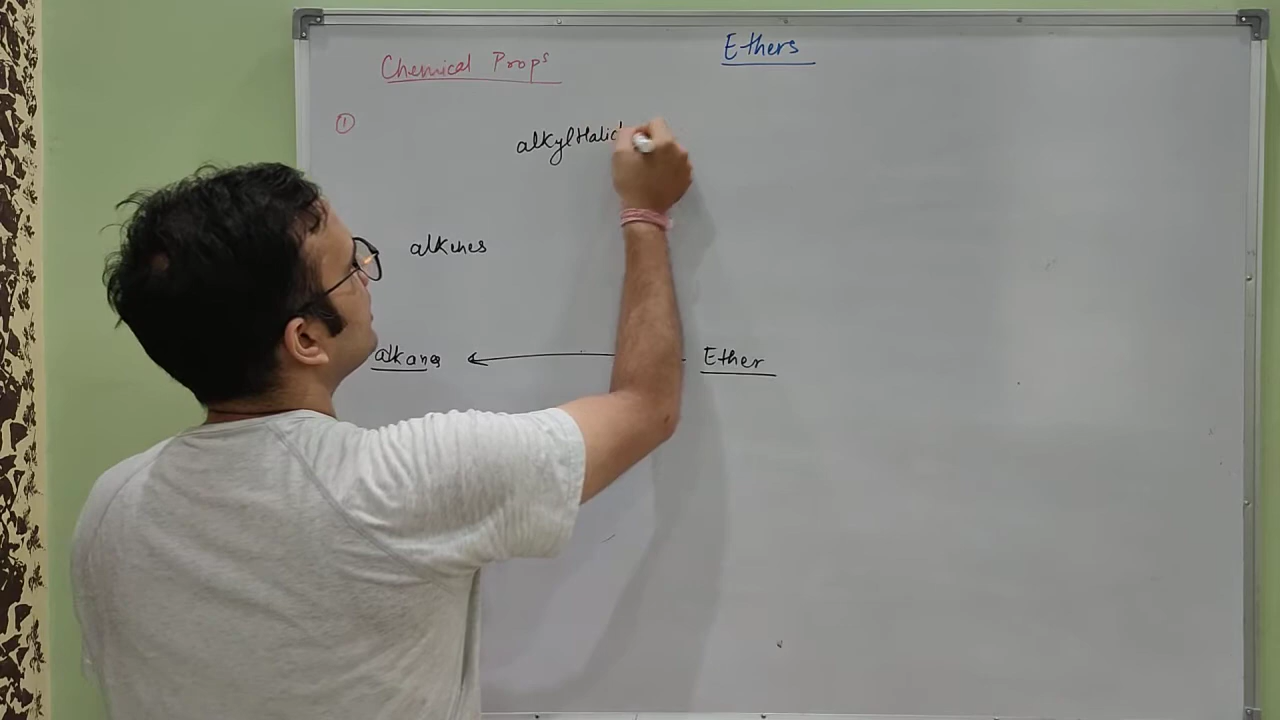 Ethers
Chemical Props
①
alkylHalid
alkenes
alkane ← Ether